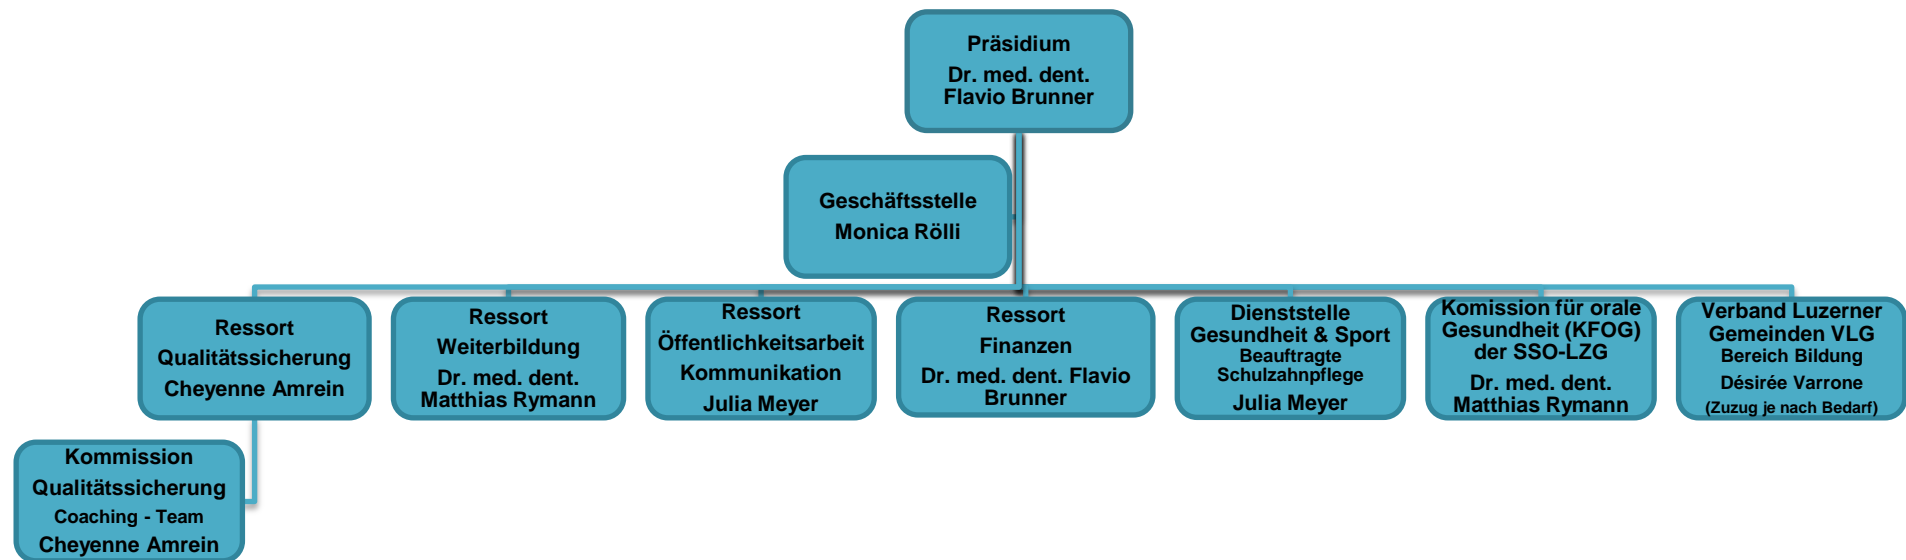 Präsidium
Dr. med. dent.
Flavio Brunner
Geschäftsstelle
Monica Rölli
Ressort
Qualitätssicherung
Cheyenne Amrein
Ressort
Weiterbildung
Dr. med. dent.
Matthias Rymann
Ressort
Öffentlichkeitsarbeit
Kommunikation
Julia Meyer
Ressort
Finanzen
Dr. med. dent. Flavio
Brunner
Dienststelle
Gesundheit & Sport
Beauftragte
Schulzahnpflege
Julia Meyer
Komission für orale
Gesundheit (KFOG)
der SSO-LZG
Dr. med. dent.
Matthias Rymann
Verband Luzerner
Gemeinden VLG
Bereich Bildung
Désirée Varrone
(Zuzug je nach Bedarf)
Kommission
Qualitätssicherung
Coaching - Team
Cheyenne Amrein